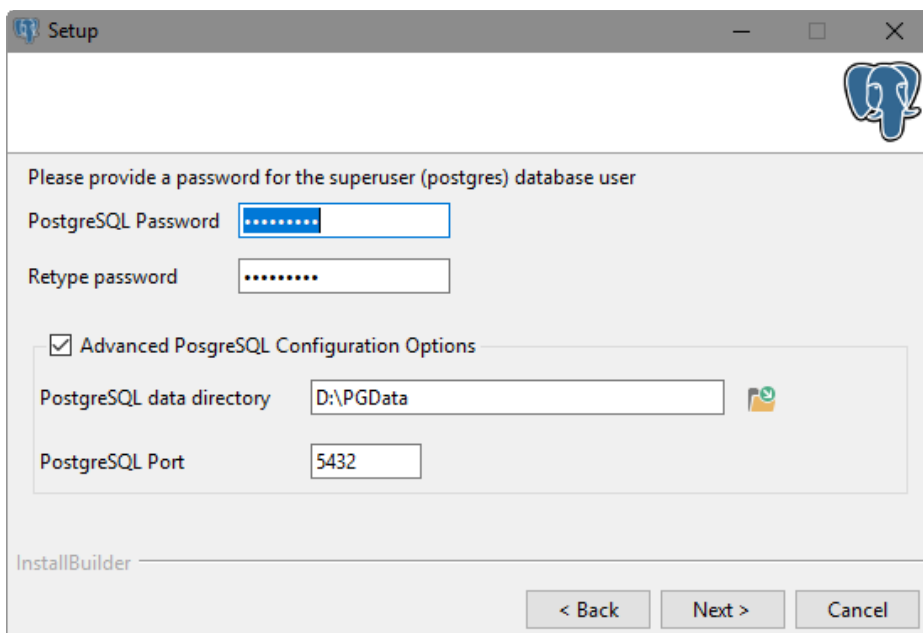 Setup
Please provide a password for the superuser (postgres) database user
PostgreSQL Password •••••••••
Retype password •••••••••
Advanced PosgreSQL Configuration Options
PostgreSQL data directory D:\PGData
PostgreSQL Port 5432
InstallBuilder
< Back Next > Cancel